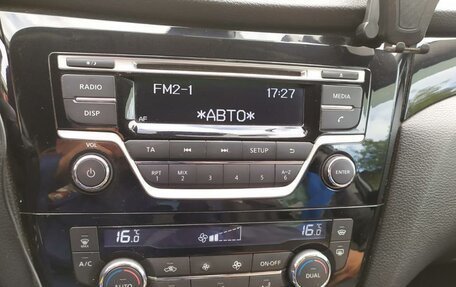 RADIO
DISP
FM2-1
17:27
*АВТО*
AF
MEDIA
VOL
TA
SETUP
RPT
1
MIX
2
3
4
5
6
A-Z
6
ENTER
16.0
16.0
A/C
AUTO
ON·OFF
DUAL